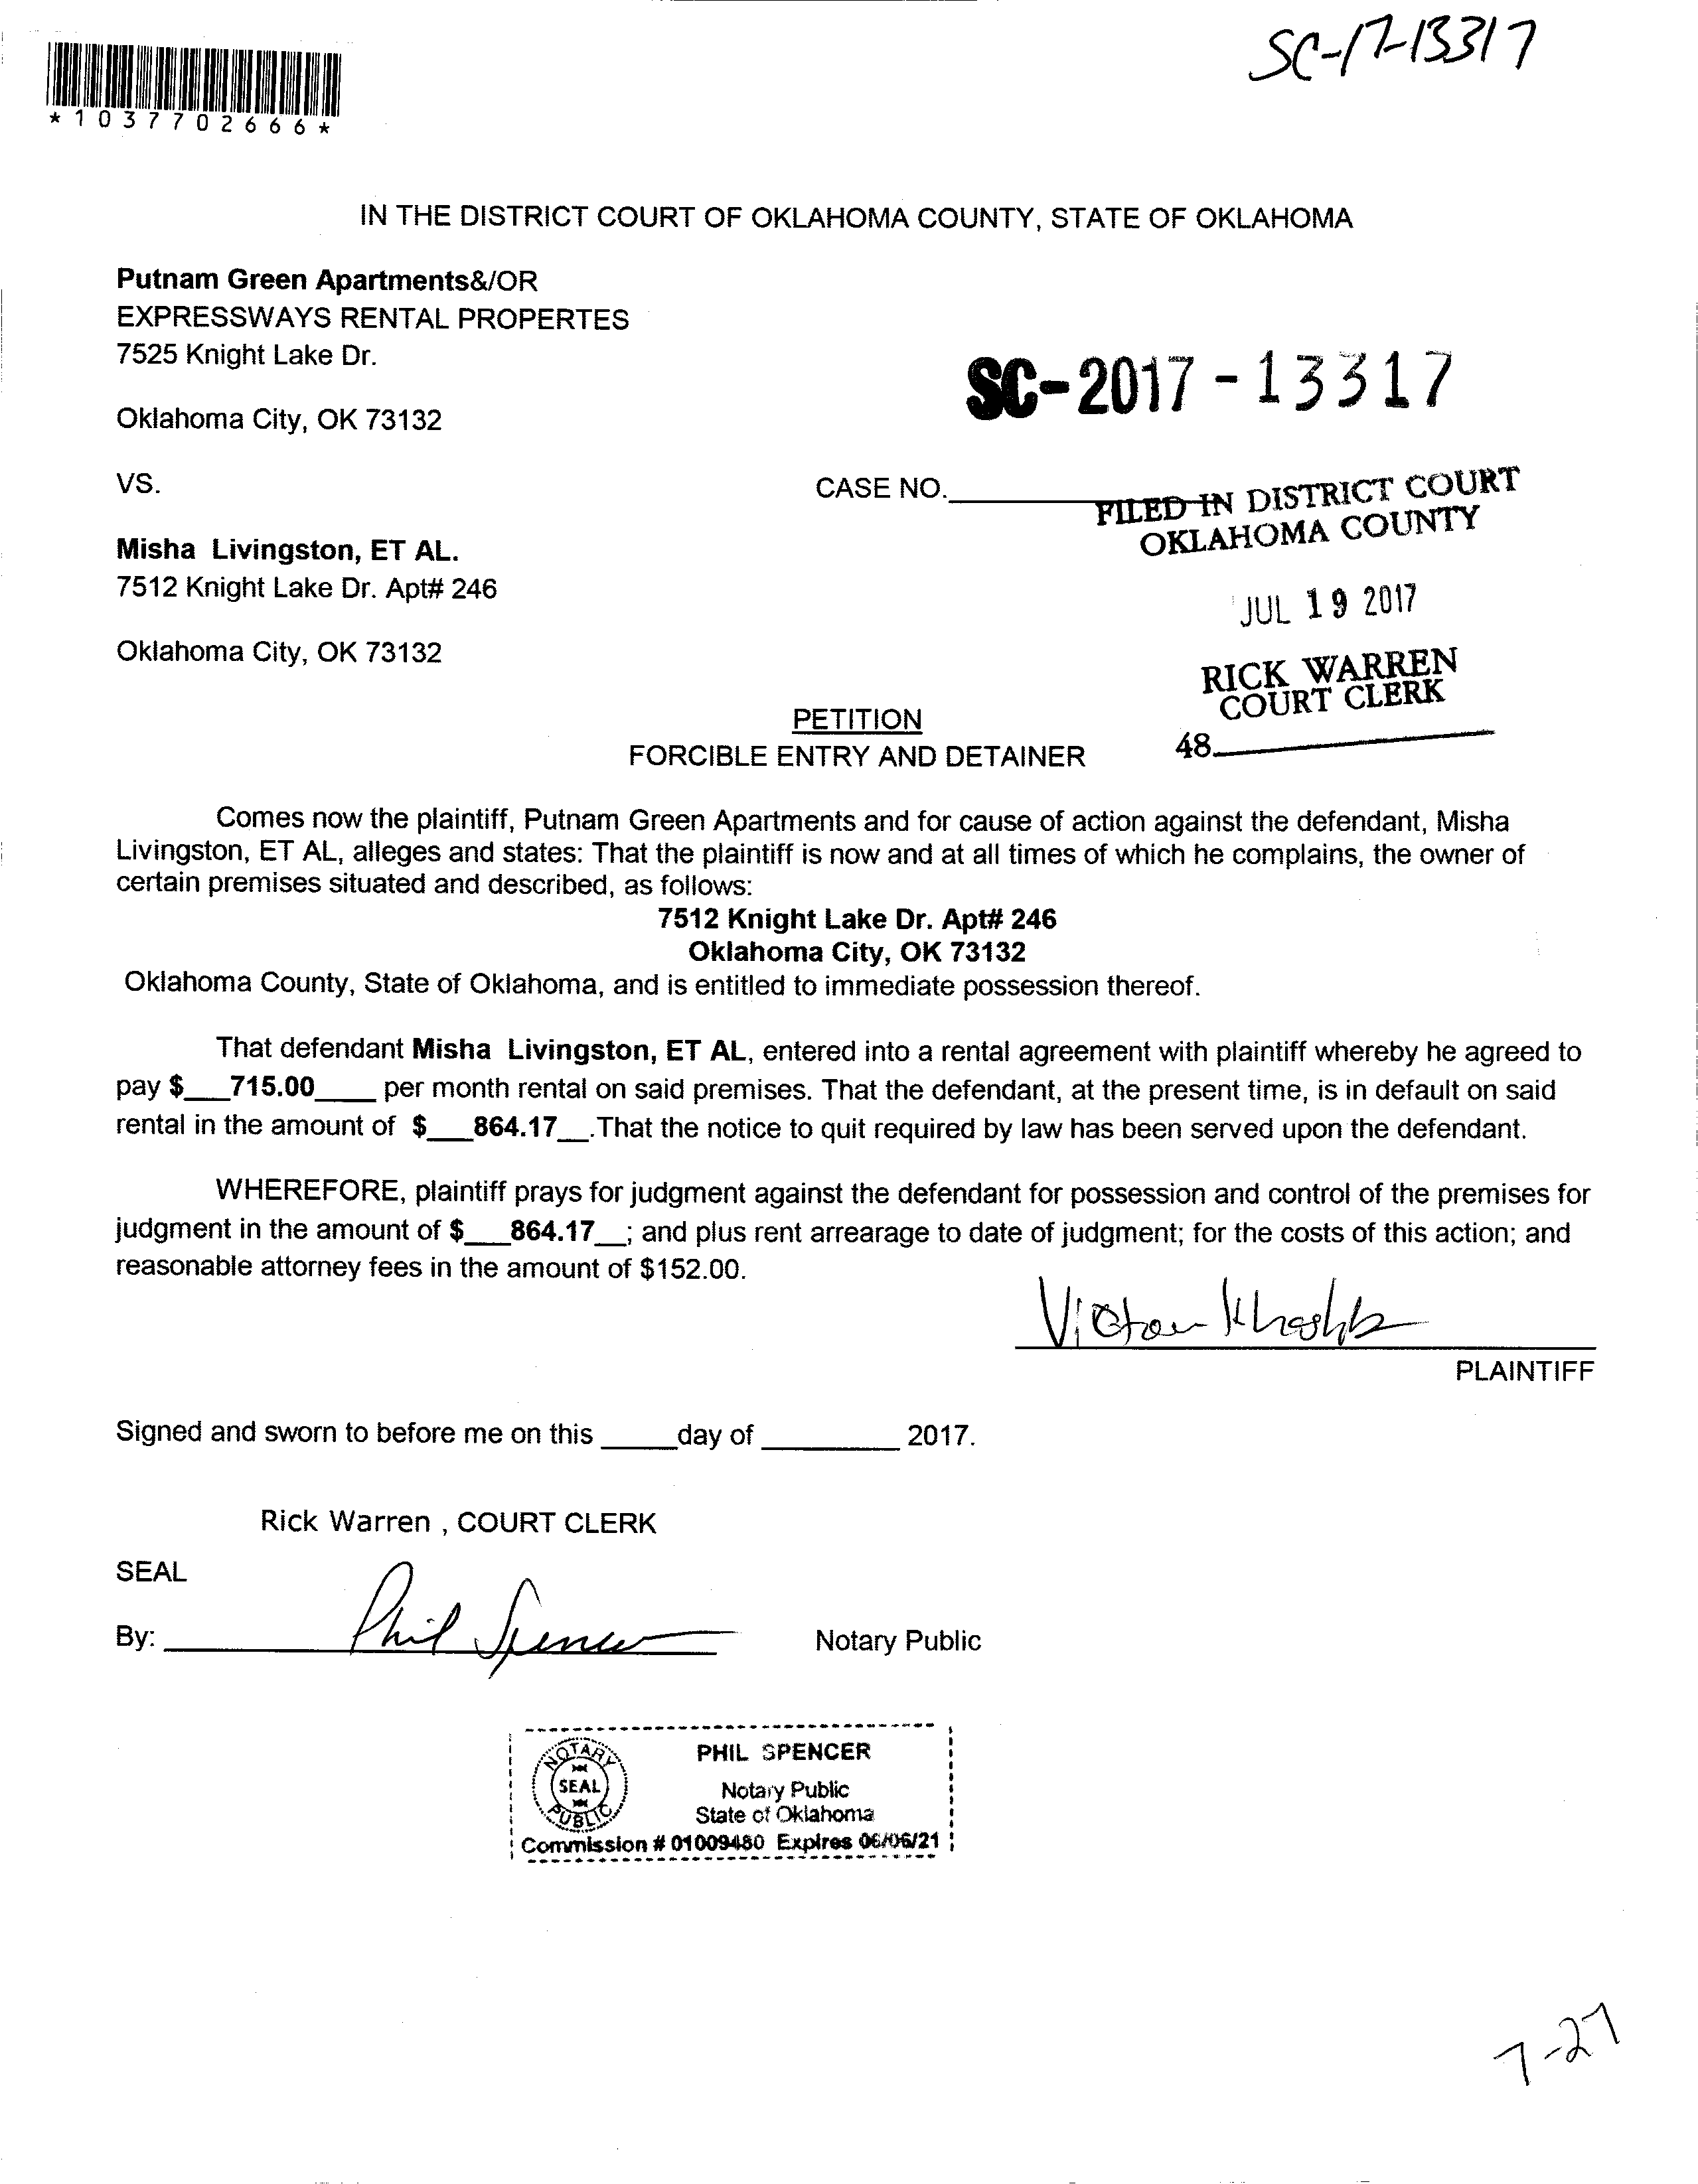 SC-17-13317
*1037702666*
IN THE DISTRICT COURT OF OKLAHOMA COUNTY, STATE OF OKLAHOMA
Putnam Green Apartments&/OR
EXPRESSWAYS RENTAL PROPERTES
7525 Knight Lake Dr.
SC-2017-13317
Oklahoma City, OK 73132
VS.
CASE NO.
FILED IN DISTRICT COURT
OKLAHOMA COUNTY
Misha Livingston, ET AL.
7512 Knight Lake Dr. Apt# 246
JUL 19 2017
Oklahoma City, OK 73132
RICK WARREN
COURT CLERK
48
PETITION
FORCIBLE ENTRY AND DETAINER
Comes now the plaintiff, Putnam Green Apartments and for cause of action against the defendant, Misha
Livingston, ET AL, alleges and states: That the plaintiff is now and at all times of which he complains, the owner of
certain premises situated and described, as follows:
7512 Knight Lake Dr. Apt# 246
Oklahoma City, OK 73132
Oklahoma County, State of Oklahoma, and is entitled to immediate possession thereof.
That defendant Misha Livingston, ET AL, entered into a rental agreement with plaintiff whereby he agreed to
pay $___715.00____ per month rental on said premises. That the defendant, at the present time, is in default on said
rental in the amount of $___864.17__.That the notice to quit required by law has been served upon the defendant.
WHEREFORE, plaintiff prays for judgment against the defendant for possession and control of the premises for
judgment in the amount of $___864.17__; and plus rent arrearage to date of judgment; for the costs of this action; and
reasonable attorney fees in the amount of $152.00.
PLAINTIFF
Signed and sworn to before me on this _____day of _________ 2017.
Rick Warren , COURT CLERK
SEAL
By: Phil Spencer Notary Public
NOTARY PUBLIC
SEAL
PHIL SPENCER
Notary Public
State of Oklahoma
Commission # 01009480 Expires 06/06/21
7-27